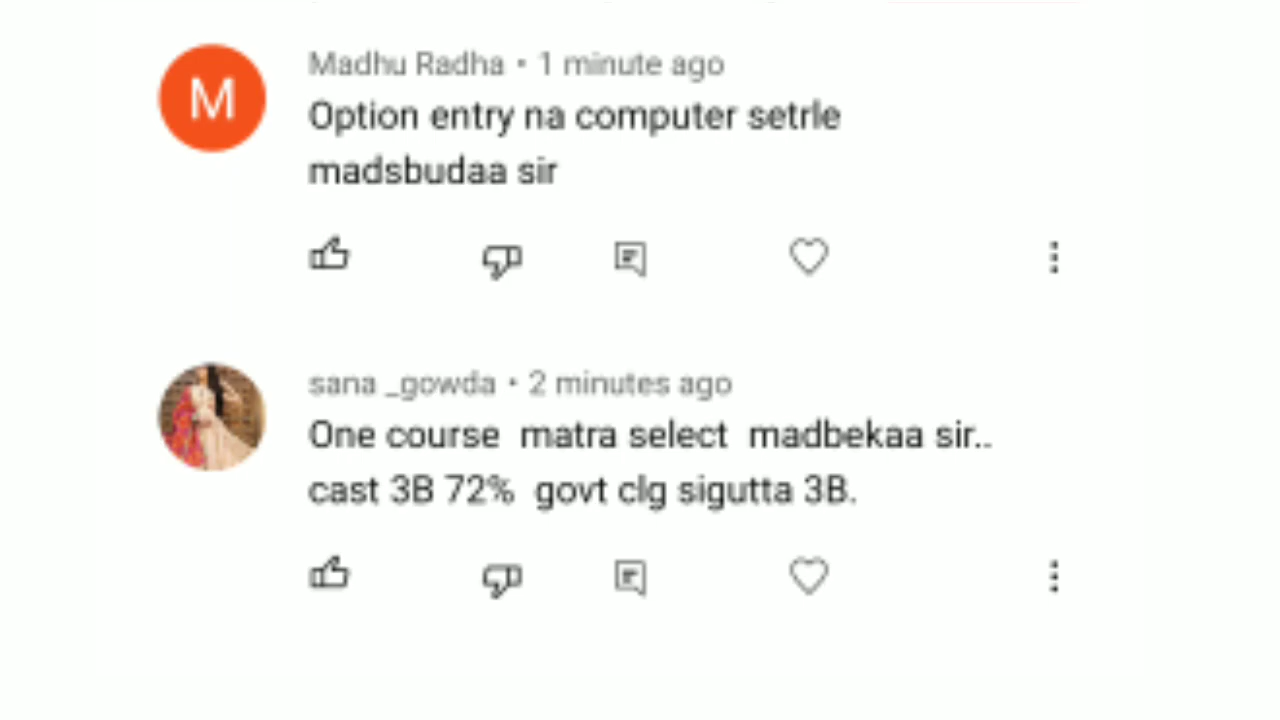 M
Madhu Radha • 1 minute ago
Option entry na computer setrle
madsbudaa sir
sana _gowda • 2 minutes ago
One course matra select madbekaa sir..
cast 3B 72% govt clg sigutta 3B.